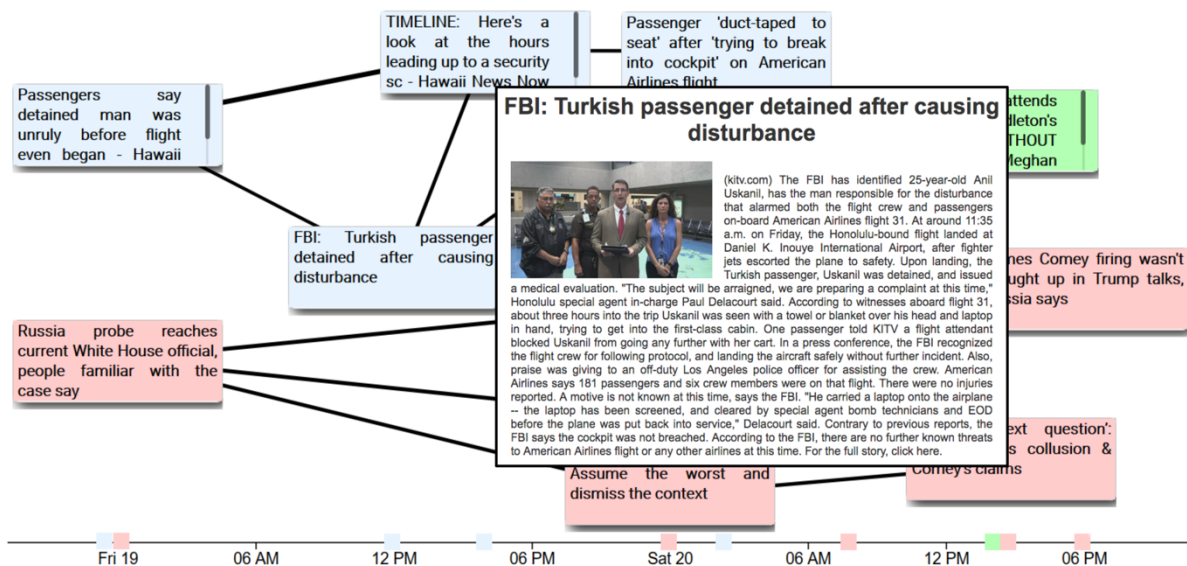 TIMELINE: Here's a
look at the hours
leading up to a security
sc - Hawaii News Now
Passenger 'duct-taped to
seat' after 'trying to break
into cockpit' on American
Airlines flight
Passengers say
detained man was
unruly before flight
even began - Hawaii
FBI: Turkish passenger
detained after causing
disturbance
Russia probe reaches
current White House official,
people familiar with the
case say
FBI: Turkish passenger detained after causing
disturbance
(kitv.com) The FBI has identified 25-year-old Anil
Uskanil, has the man responsible for the disturbance
that alarmed both the flight crew and passengers
on-board American Airlines flight 31. At around 11:35
a.m. on Friday, the Honolulu-bound flight landed at
Daniel K. Inouye International Airport, after fighter
jets escorted the plane to safety. Upon landing, the
Turkish passenger, Uskanil was detained, and issued
a medical evaluation. "The subject will be arraigned, we are preparing a complaint at this time,"
Honolulu special agent in-charge Paul Delacourt said. According to witnesses aboard flight 31,
about three hours into the trip Uskanil was seen with a towel or blanket over his head and laptop
in hand, trying to get into the first-class cabin. One passenger told KITV a flight attendant
blocked Uskanil from going any further with her cart. In a press conference, the FBI recognized
the flight crew for following protocol, and landing the aircraft safely without further incident. Also,
praise was giving to an off-duty Los Angeles police officer for assisting the crew. American
Airlines says 181 passengers and six crew members were on that flight. There were no injuries
reported. A motive is not known at this time, says the FBI. "He carried a laptop onto the airplane
-- the laptop has been screened, and cleared by special agent bomb technicians and EOD
before the plane was put back into service," Delacourt said. Contrary to previous reports, the
FBI says the cockpit was not breached. According to the FBI, there are no further known threats
to American Airlines flight or any other airlines at this time. For the full story, click here.
attends
Meghan
Comey firing wasn't
up in Trump talks,
says
question':
collusion &
Comey's claims
Assume the worst and
dismiss the context
Fri 19
06 AM
12 PM
06 PM
Sat 20
06 AM
12 PM
06 PM